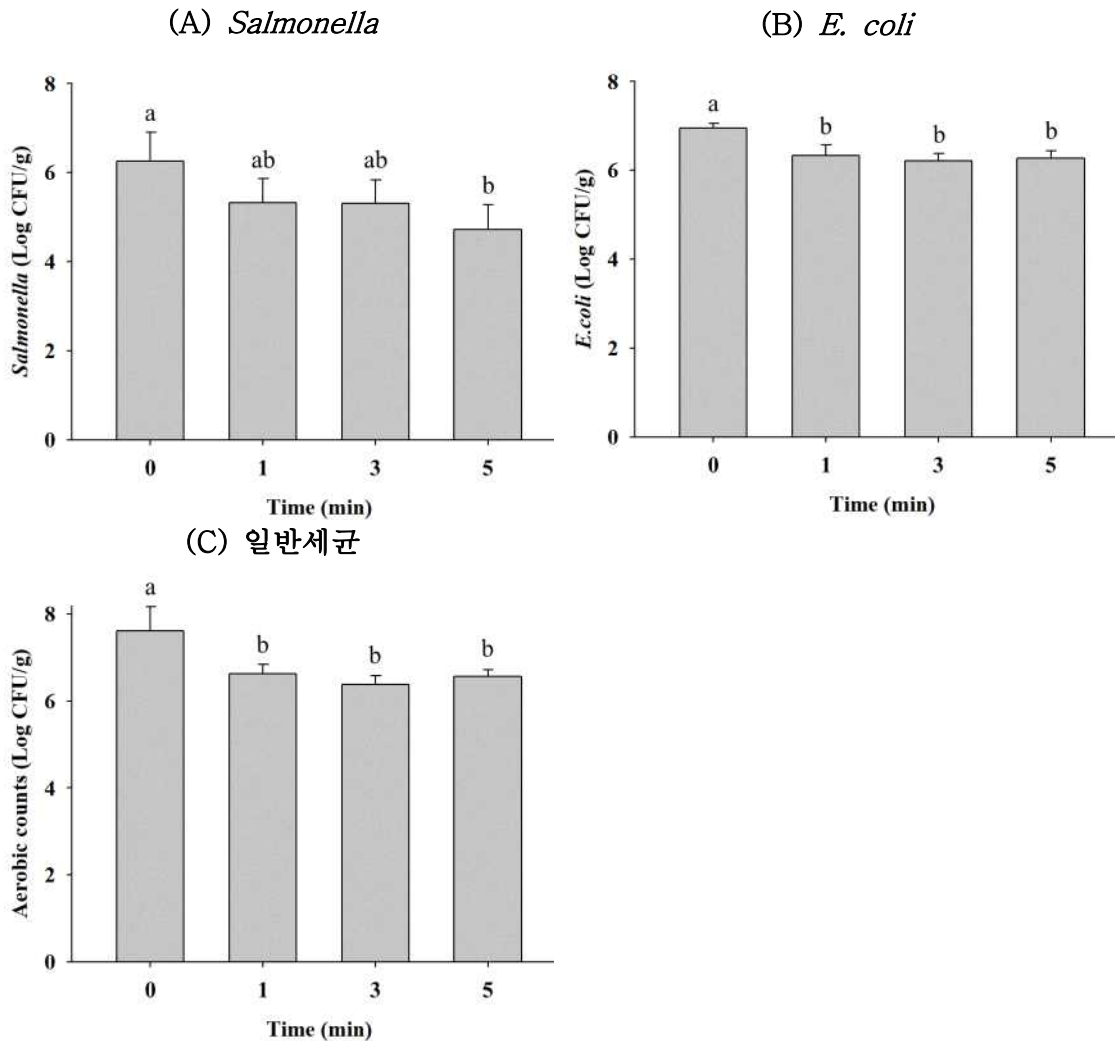 (A) Salmonella
8
6
4
2
0
Salmonella (Log CFU/g)
a
ab
ab
b
0 1 3 5
Time (min)
(B) E. coli
8
6
4
2
0
E.coli (Log CFU/g)
a
b
b
b
0 1 3 5
Time (min)
(C) 일반세균
8
6
4
2
0
Aerobic counts (Log CFU/g)
a
b
b
b
0 1 3 5
Time (min)